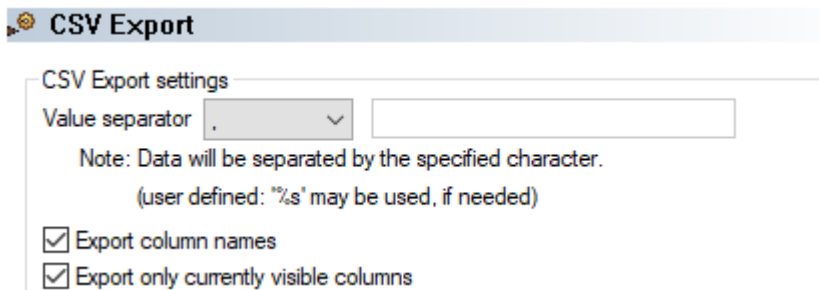 CSV Export
CSV Export settings
Value separator ,
Note: Data will be separated by the specified character.
(user defined: '%s' may be used, if needed)
Export column names
Export only currently visible columns